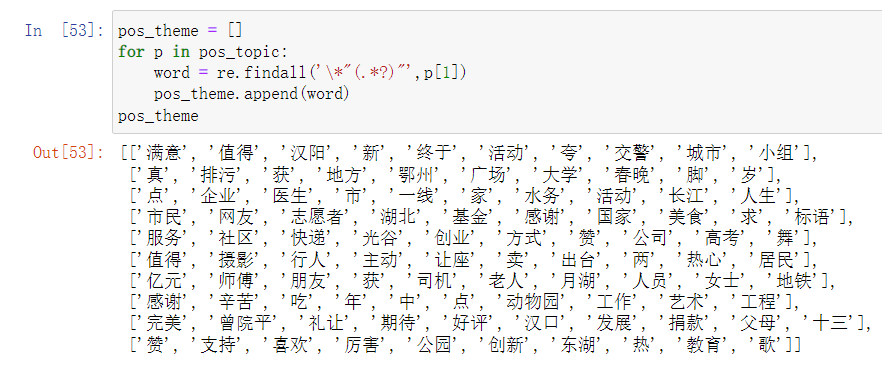 In [53]: pos_theme = []
for p in pos_topic:
    word = re.findall('\*"(.*?)"',p[1])
    pos_theme.append(word)
pos_theme
Out[53]: [['满意', '值得', '汉阳', '新', '终于', '活动', '夸', '交警', '城市', '小组'],
['真', '排污', '获', '地方', '鄂州', '广场', '大学', '春晚', '脚', '岁'],
['点', '企业', '医生', '市', '一线', '家', '水务', '活动', '长江', '人生'],
['市民', '网友', '志愿者', '湖北', '基金', '感谢', '国家', '美食', '求', '标语'],
['服务', '社区', '快递', '光谷', '创业', '方式', '赞', '公司', '高考', '舞'],
['值得', '摄影', '行人', '主动', '让座', '卖', '出台', '两', '热心', '居民'],
['亿元', '师傅', '朋友', '获', '司机', '老人', '月湖', '人员', '女士', '地铁'],
['感谢', '辛苦', '吃', '年', '中', '点', '动物园', '工作', '艺术', '工程'],
['完美', '曾院平', '礼让', '期待', '好评', '汉口', '发展', '捐款', '父母', '十三'],
['赞', '支持', '喜欢', '厉害', '公园', '创新', '东湖', '热', '教育', '歌']]